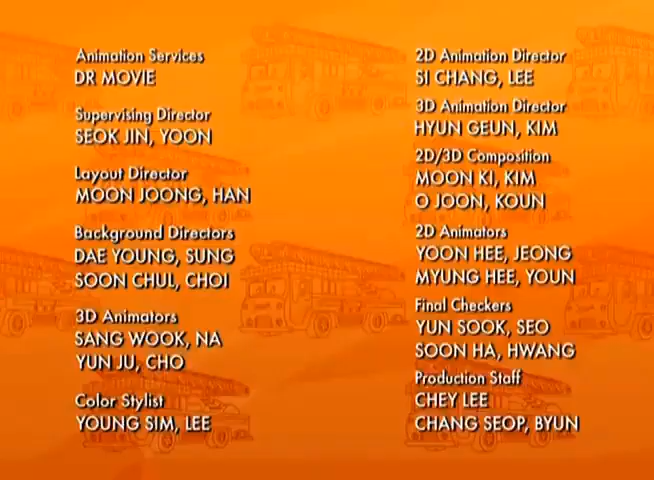 Animation Services
DR MOVIE
Supervising Director
SEOK JIN, YOON
Layout Director
MOON JOONG, HAN
Background Directors
DAE YOUNG, SUNG
SOON CHUL, CHOI
3D Animators
SANG WOOK, NA
YUN JU, CHO
Color Stylist
YOUNG SIM, LEE
2D Animation Director
SI CHANG, LEE
3D Animation Director
HYUN GEUN, KIM
2D/3D Composition
MOON KI, KIM
O JOON, KOUN
2D Animators
YOON HEE, JEONG
MYUNG HEE, YOUN
Final Checkers
YUN SOOK, SEO
SOON HA, HWANG
Production Staff
CHEY LEE
CHANG SEOP, BYUN